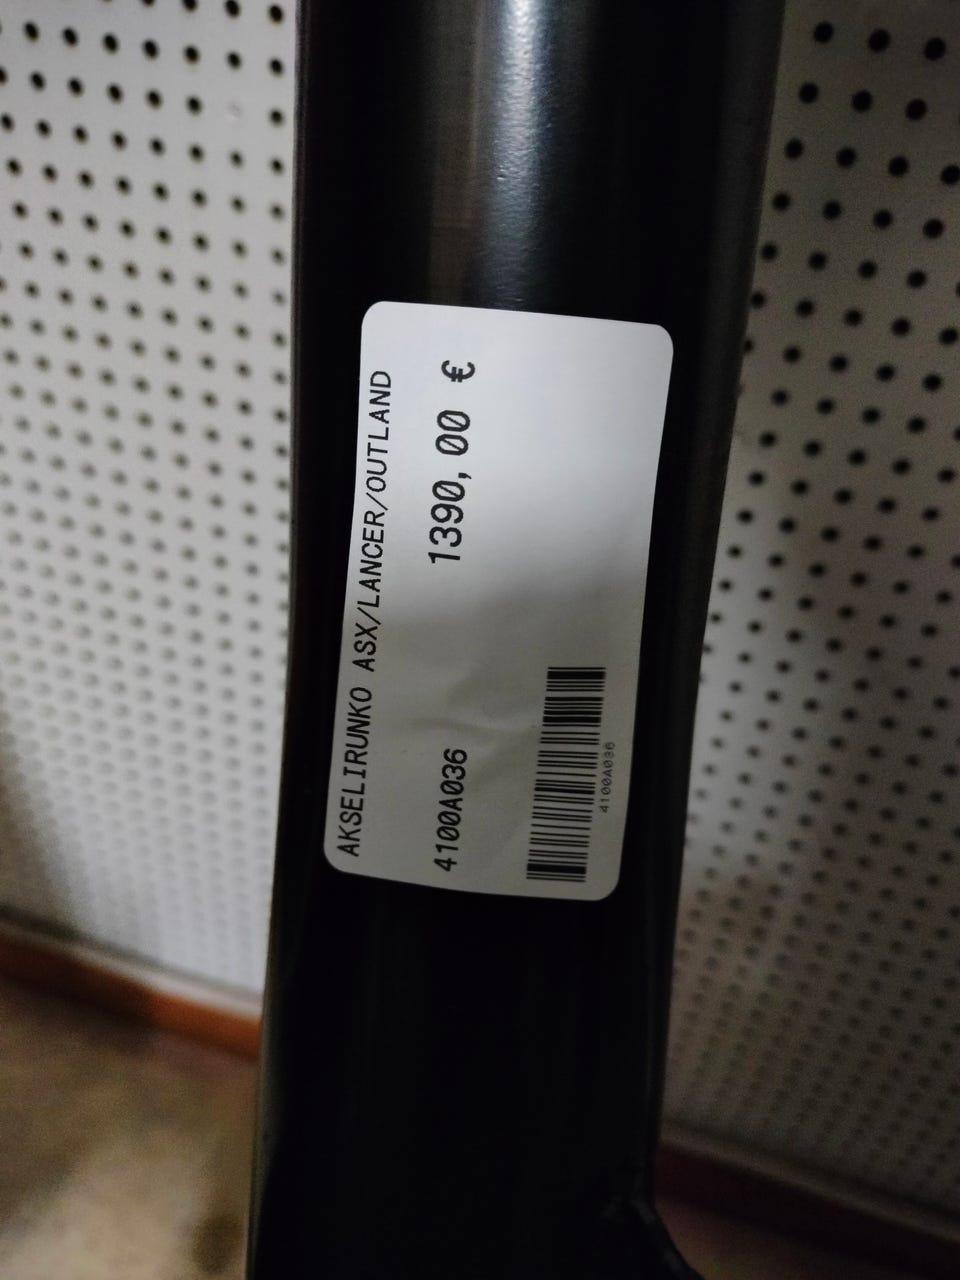 AKSELIRUNKO ASX/LANCER/OUTLAND
1390,00 €
4100A036
4100A036